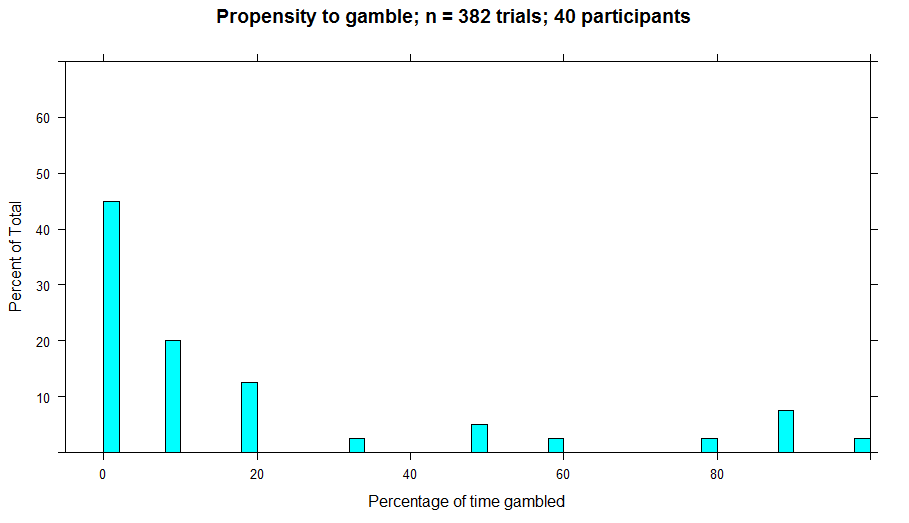 Propensity to gamble; n = 382 trials; 40 participants
Percent of Total
60
50
40
30
20
10
0 20 40 60 80
Percentage of time gambled